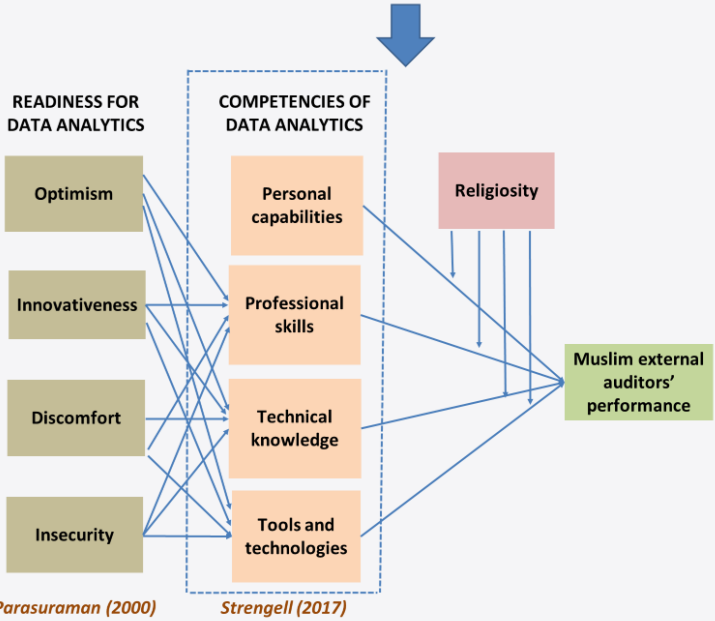 READINESS FOR
DATA ANALYTICS
COMPETENCIES OF
DATA ANALYTICS
Optimism
Personal
capabilities
Religiosity
Innovativeness
Professional
skills
Muslim external
auditors'
performance
Discomfort
Technical
knowledge
Insecurity
Tools and
technologies
Parasuraman (2000)
Strengell (2017)